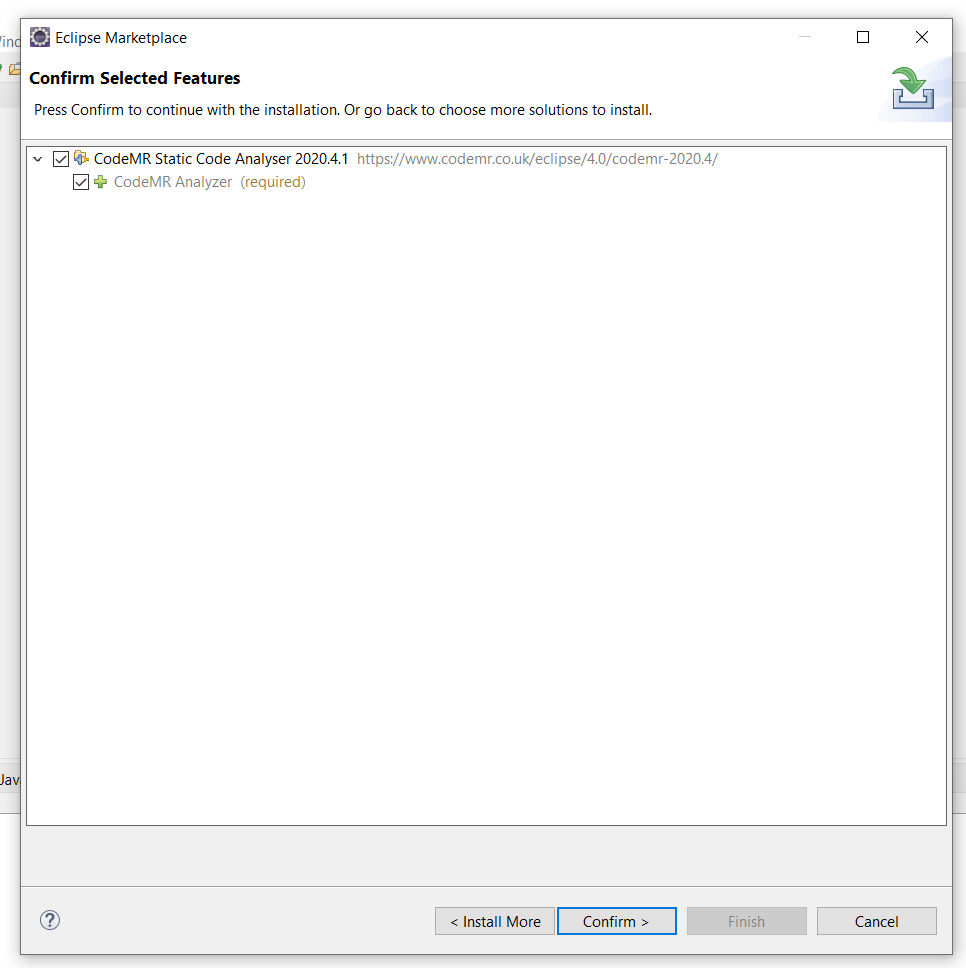 Eclipse Marketplace
Confirm Selected Features
Press Confirm to continue with the installation. Or go back to choose more solutions to install.
CodeMR Static Code Analyser 2020.4.1 https://www.codemr.co.uk/eclipse/4.0/codemr-2020.4/
CodeMR Analyzer (required)
Jav
? < Install More Confirm > Finish Cancel